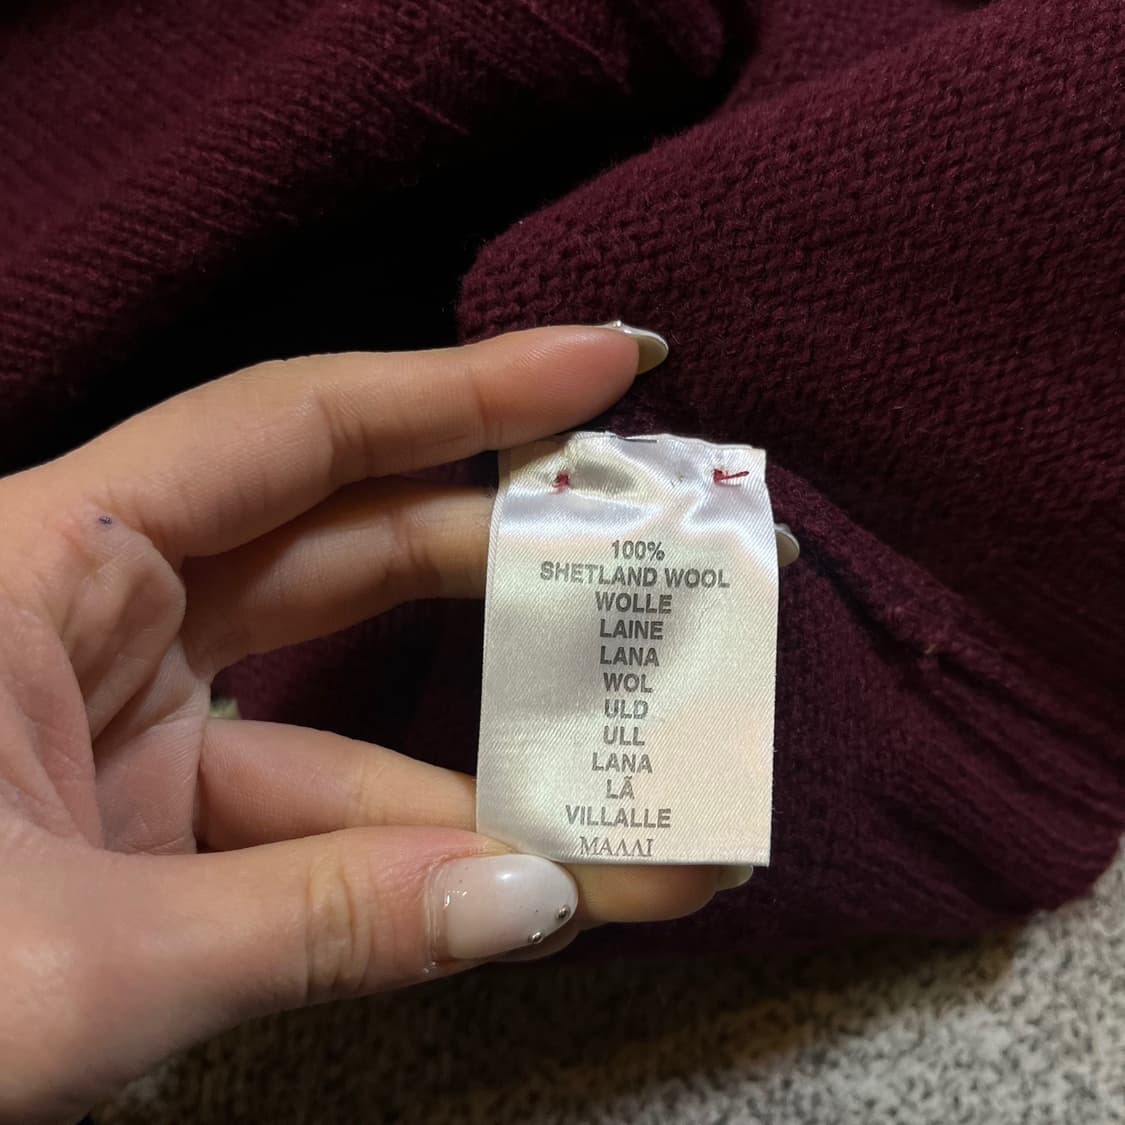 100%
SHETLAND WOOL
WOLLE
LAINE
LANA
WOL
ULD
ULL
LANA
LÃ
VILLALLE
ΜΑΛΛΙ